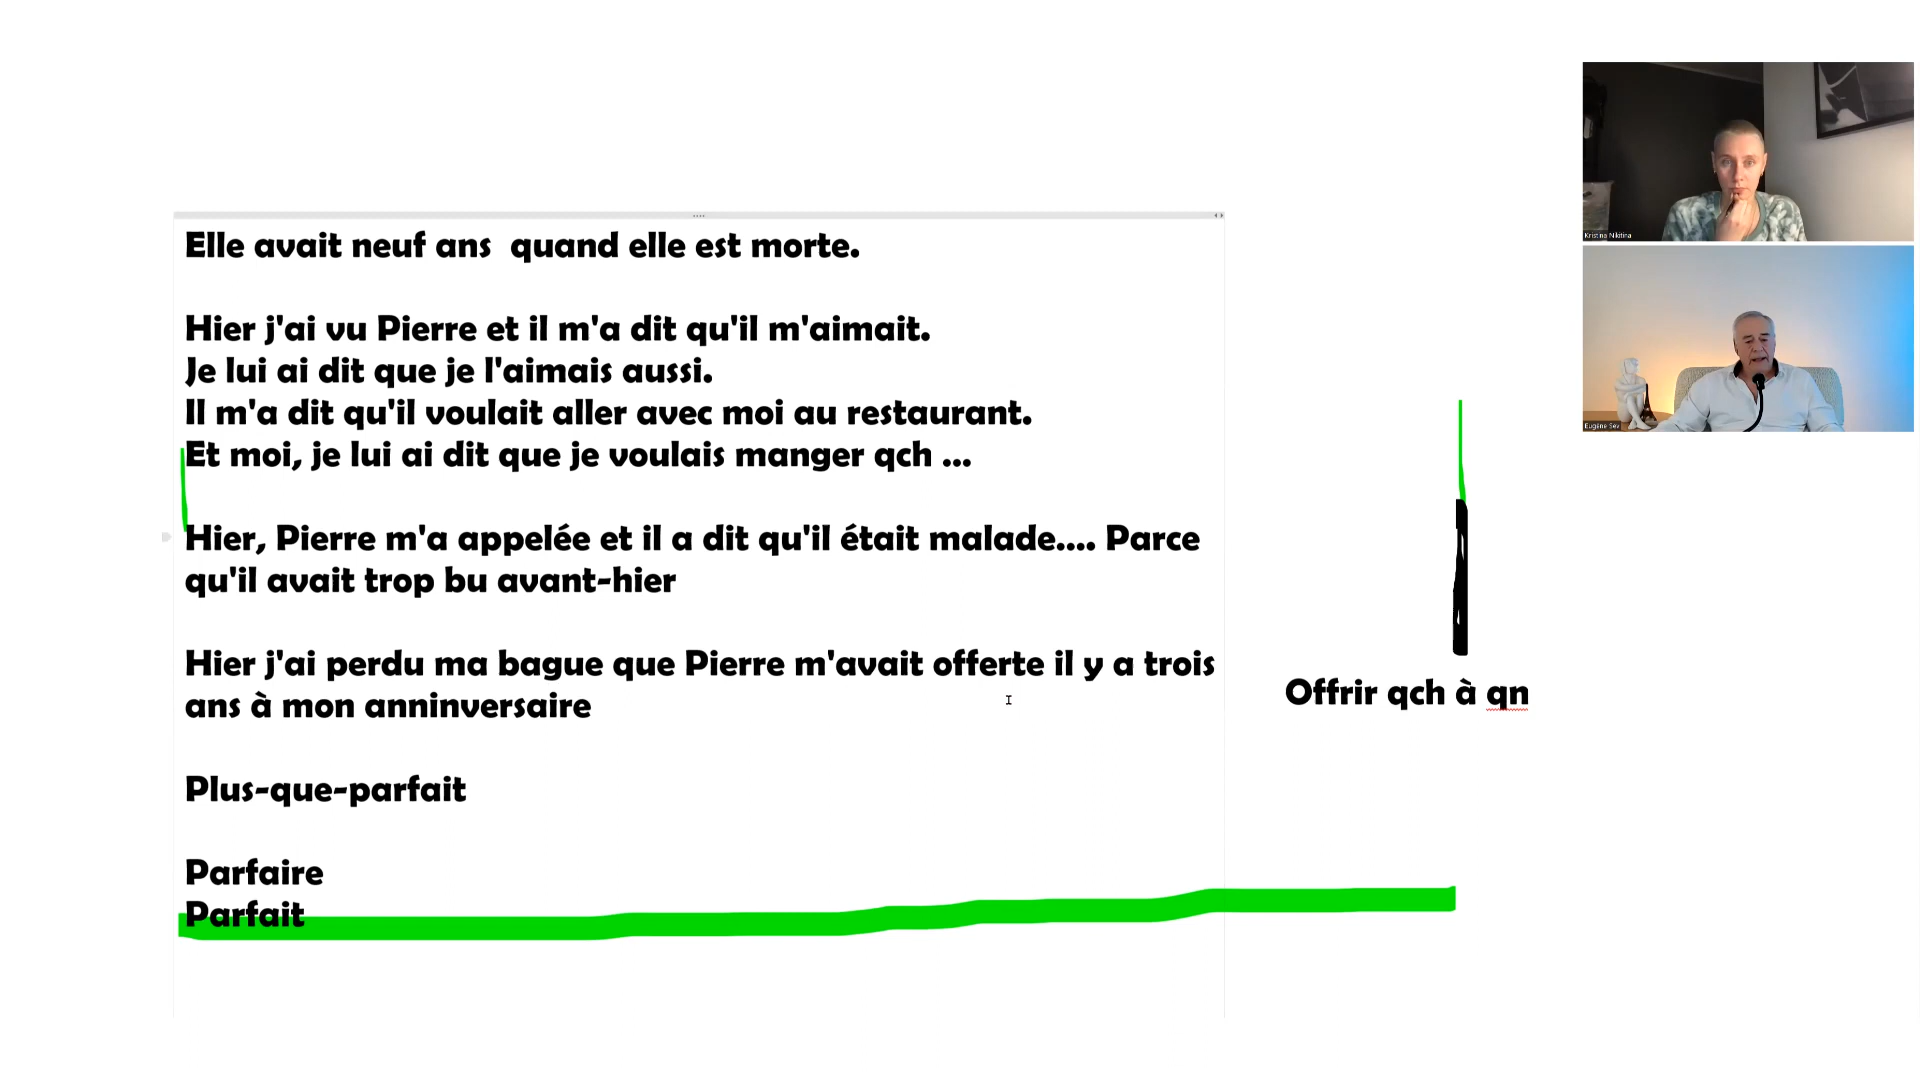 Elle avait neuf ans  quand elle est morte.
Hier j'ai vu Pierre et il m'a dit qu'il m'aimait.
Je lui ai dit que je l'aimais aussi.
Il m'a dit qu'il voulait aller avec moi au restaurant.
Et moi, je lui ai dit que je voulais manger qch ...
Hier, Pierre m'a appelée et il a dit qu'il était malade.... Parce
qu'il avait trop bu avant-hier
Hier j'ai perdu ma bague que Pierre m'avait offerte il y a trois
ans à mon anninversaire
Plus-que-parfait
Parfaire
Parfait
Offrir qch à qn
Kristina Nikitina
Eugène Sev